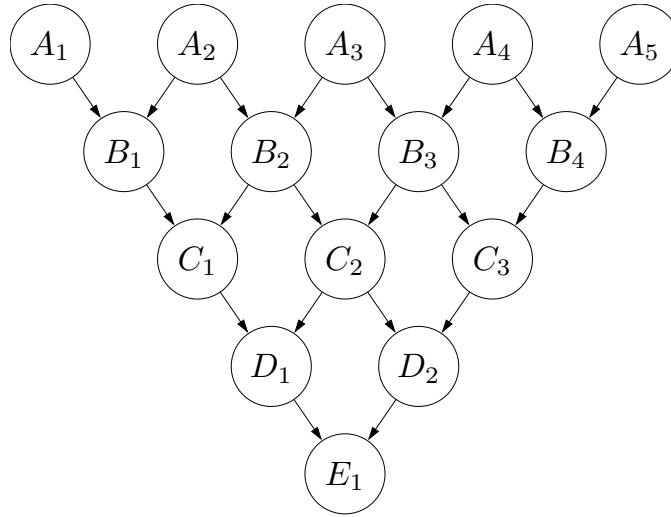 A₁ A₂ A₃ A₄ A₅
B₁ B₂ B₃ B₄
C₁ C₂ C₃
D₁ D₂
E₁